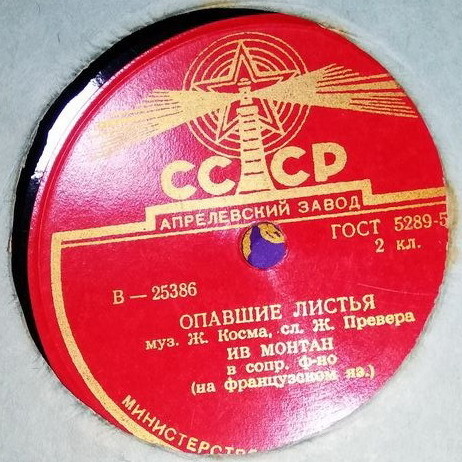 СССР
АПРЕЛЕВСКИЙ ЗАВОД
ГОСТ 5289-5
2 кл.
В — 25386
ОПАВШИЕ ЛИСТЬЯ
муз. Ж. Косма, сл. Ж. Превера
ИВ МОНТАН
в сопр. ф-но
(на французском яз.)
МИНИСТЕРСТВО